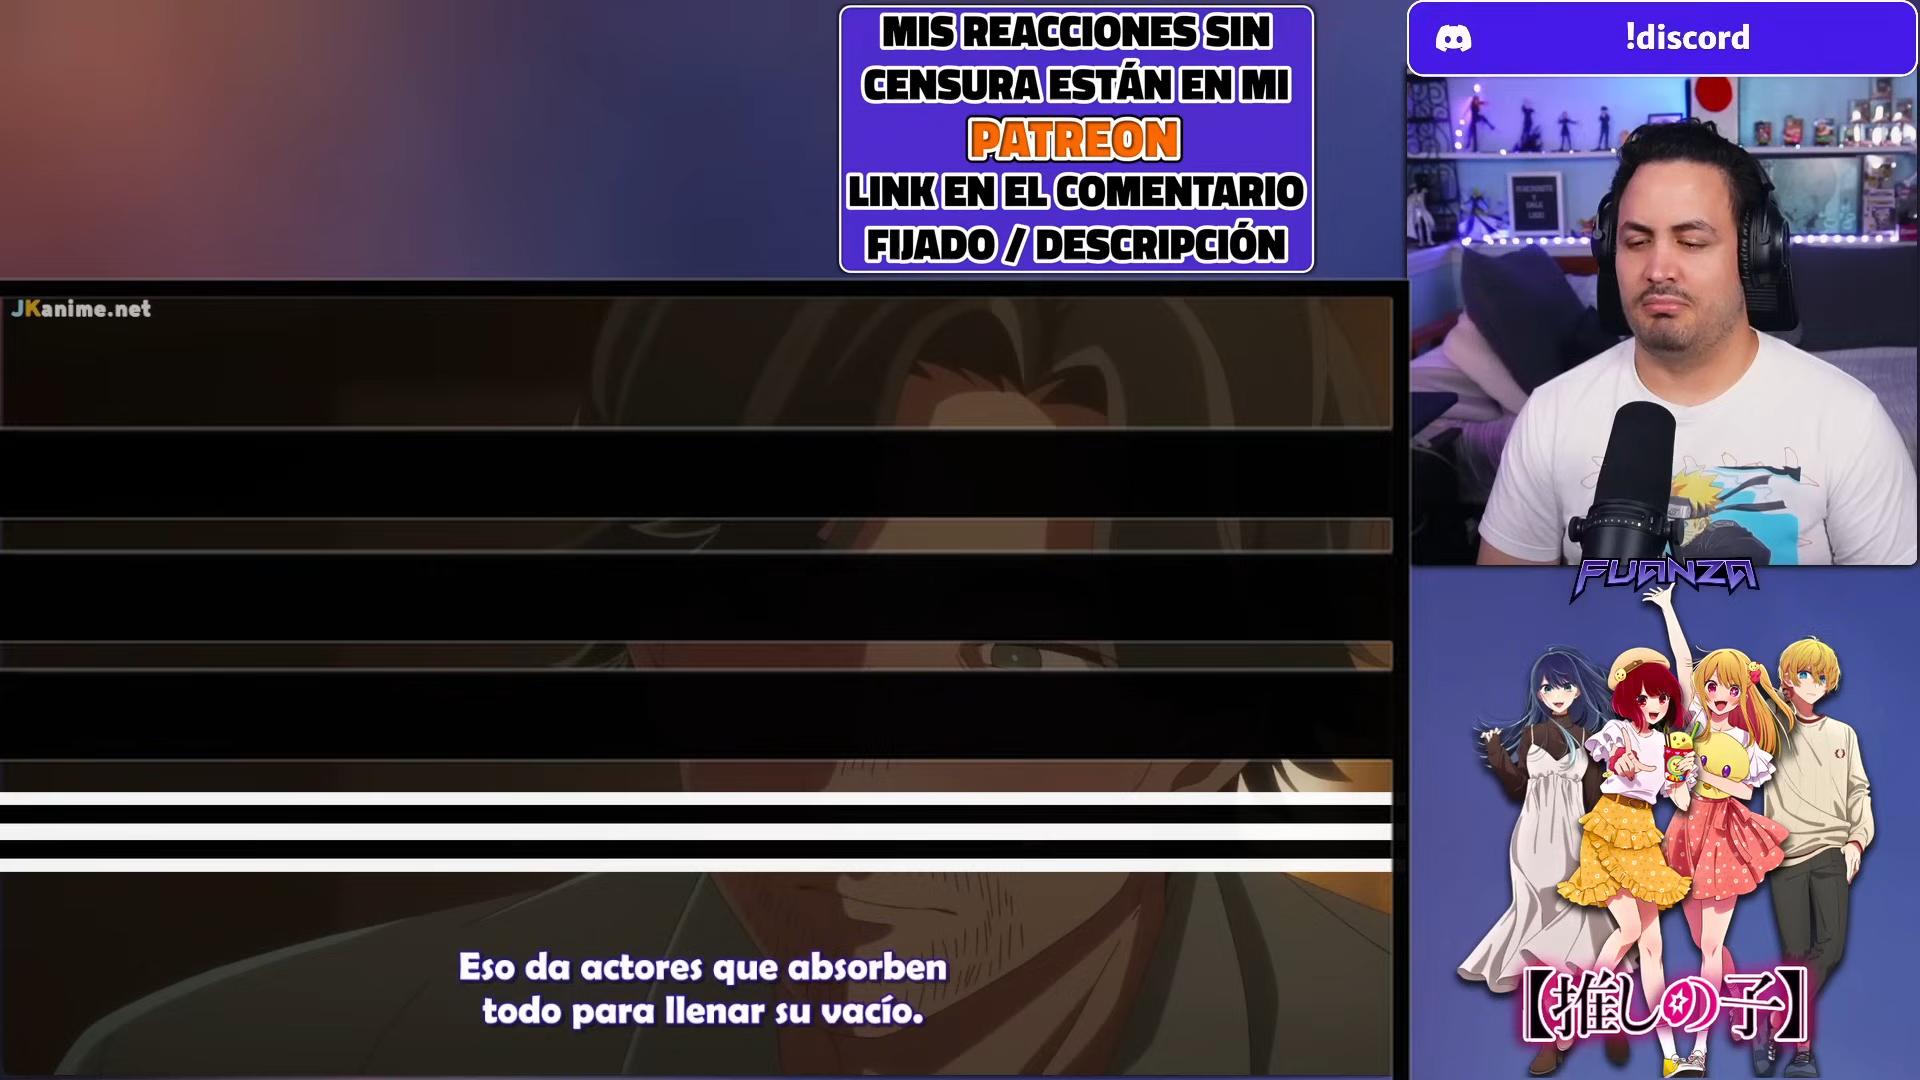 MIS REACCIONES SIN
CENSURA ESTÁN EN MI
PATREON
LINK EN EL COMENTARIO
FIJADO / DESCRIPCIÓN
!discord
JKanime.net
FUANZA
Eso da actores que absorben
todo para llenar su vacío.
【推しの子】